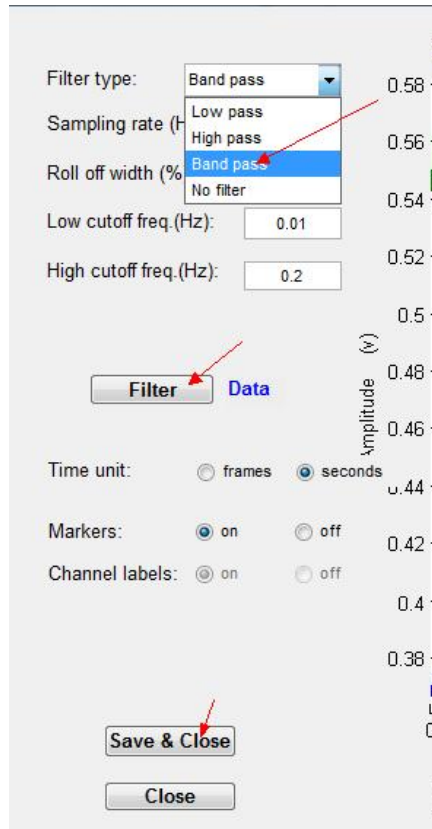 Filter type: Band pass
Low pass
High pass
Band pass
No filter
Sampling rate (H
Roll off width (%
Low cutoff freq.(Hz): 0.01
High cutoff freq.(Hz): 0.2
Filter Data
Time unit: frames seconds
Markers: on off
Channel labels: on off
Save & Close
Close
0.58
0.56
0.54
0.52
0.5
0.48
0.46
0.44
0.42
0.4
0.38
Amplitude (v)